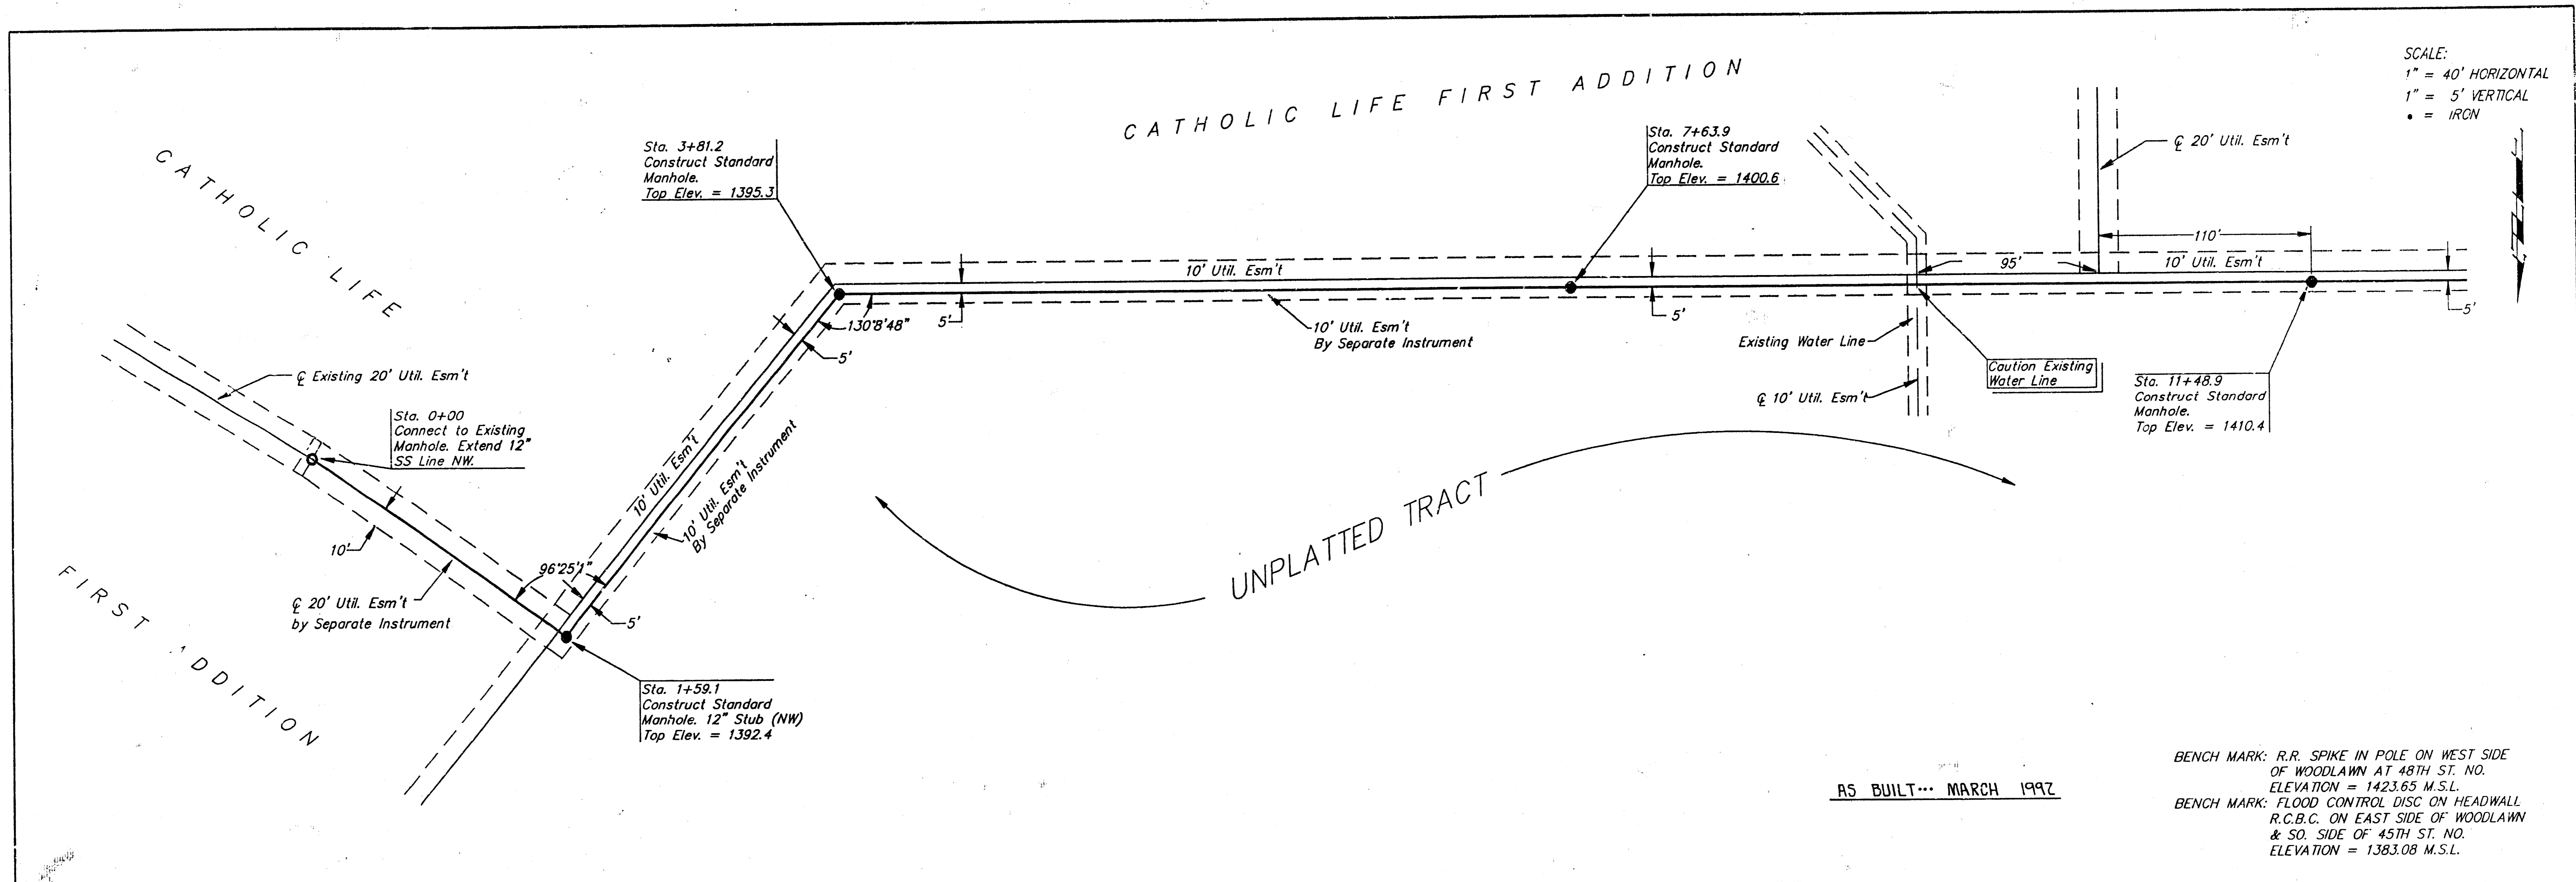 SCALE:
1" = 40' HORIZONTAL
1" = 5' VERTICAL
• = IRON
CATHOLIC LIFE FIRST ADDITION
CATHOLIC LIFE
FIRST ADDITION
Sta. 3+81.2
Construct Standard
Manhole.
Top Elev. = 1395.3
Sta. 7+63.9
Construct Standard
Manhole.
Top Elev. = 1400.6
℄ 20' Util. Esm't
110'
10' Util. Esm't
95'
10' Util. Esm't
5'
130°8'48"
5'
5'
5'
10' Util. Esm't
By Separate Instrument
Existing Water Line
Caution Existing
Water Line
℄ 10' Util. Esm't
Sta. 11+48.9
Construct Standard
Manhole.
Top Elev. = 1410.4
℄ Existing 20' Util. Esm't
Sta. 0+00
Connect to Existing
Manhole. Extend 12"
SS Line NW.
10' Util. Esm't
10' Util. Esm't
By Separate Instrument
UNPLATTED TRACT
10'
96°25'1"
℄ 20' Util. Esm't
by Separate Instrument
5'
Sta. 1+59.1
Construct Standard
Manhole. 12" Stub (NW)
Top Elev. = 1392.4
AS BUILT... MARCH 1992
BENCH MARK: R.R. SPIKE IN POLE ON WEST SIDE
OF WOODLAWN AT 48TH ST. NO.
ELEVATION = 1423.65 M.S.L.
BENCH MARK: FLOOD CONTROL DISC ON HEADWALL
R.C.B.C. ON EAST SIDE OF WOODLAWN
& SO. SIDE OF 45TH ST. NO.
ELEVATION = 1383.08 M.S.L.